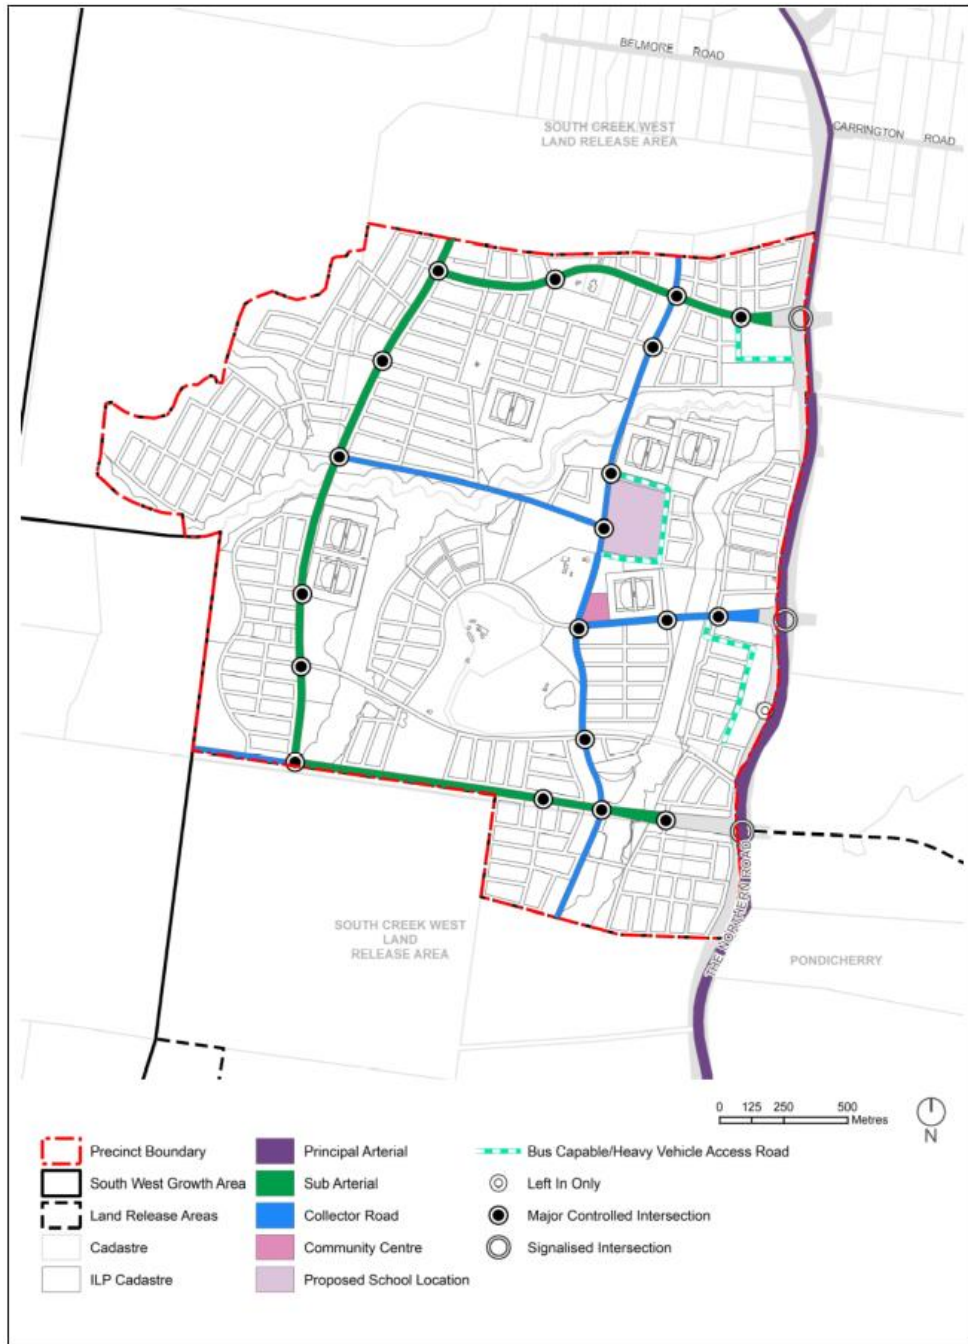 BELMORE ROAD
CARRINGTON ROAD
SOUTH CREEK WEST
LAND RELEASE AREA
SOUTH CREEK WEST
LAND
RELEASE AREA
THE NORTHERN ROAD
PONDICHERRY
0 125 250 500
Metres
N
Precinct Boundary
South West Growth Area
Land Release Areas
Cadastre
ILP Cadastre
Principal Arterial
Sub Arterial
Collector Road
Community Centre
Proposed School Location
Bus Capable/Heavy Vehicle Access Road
Left In Only
Major Controlled Intersection
Signalised Intersection